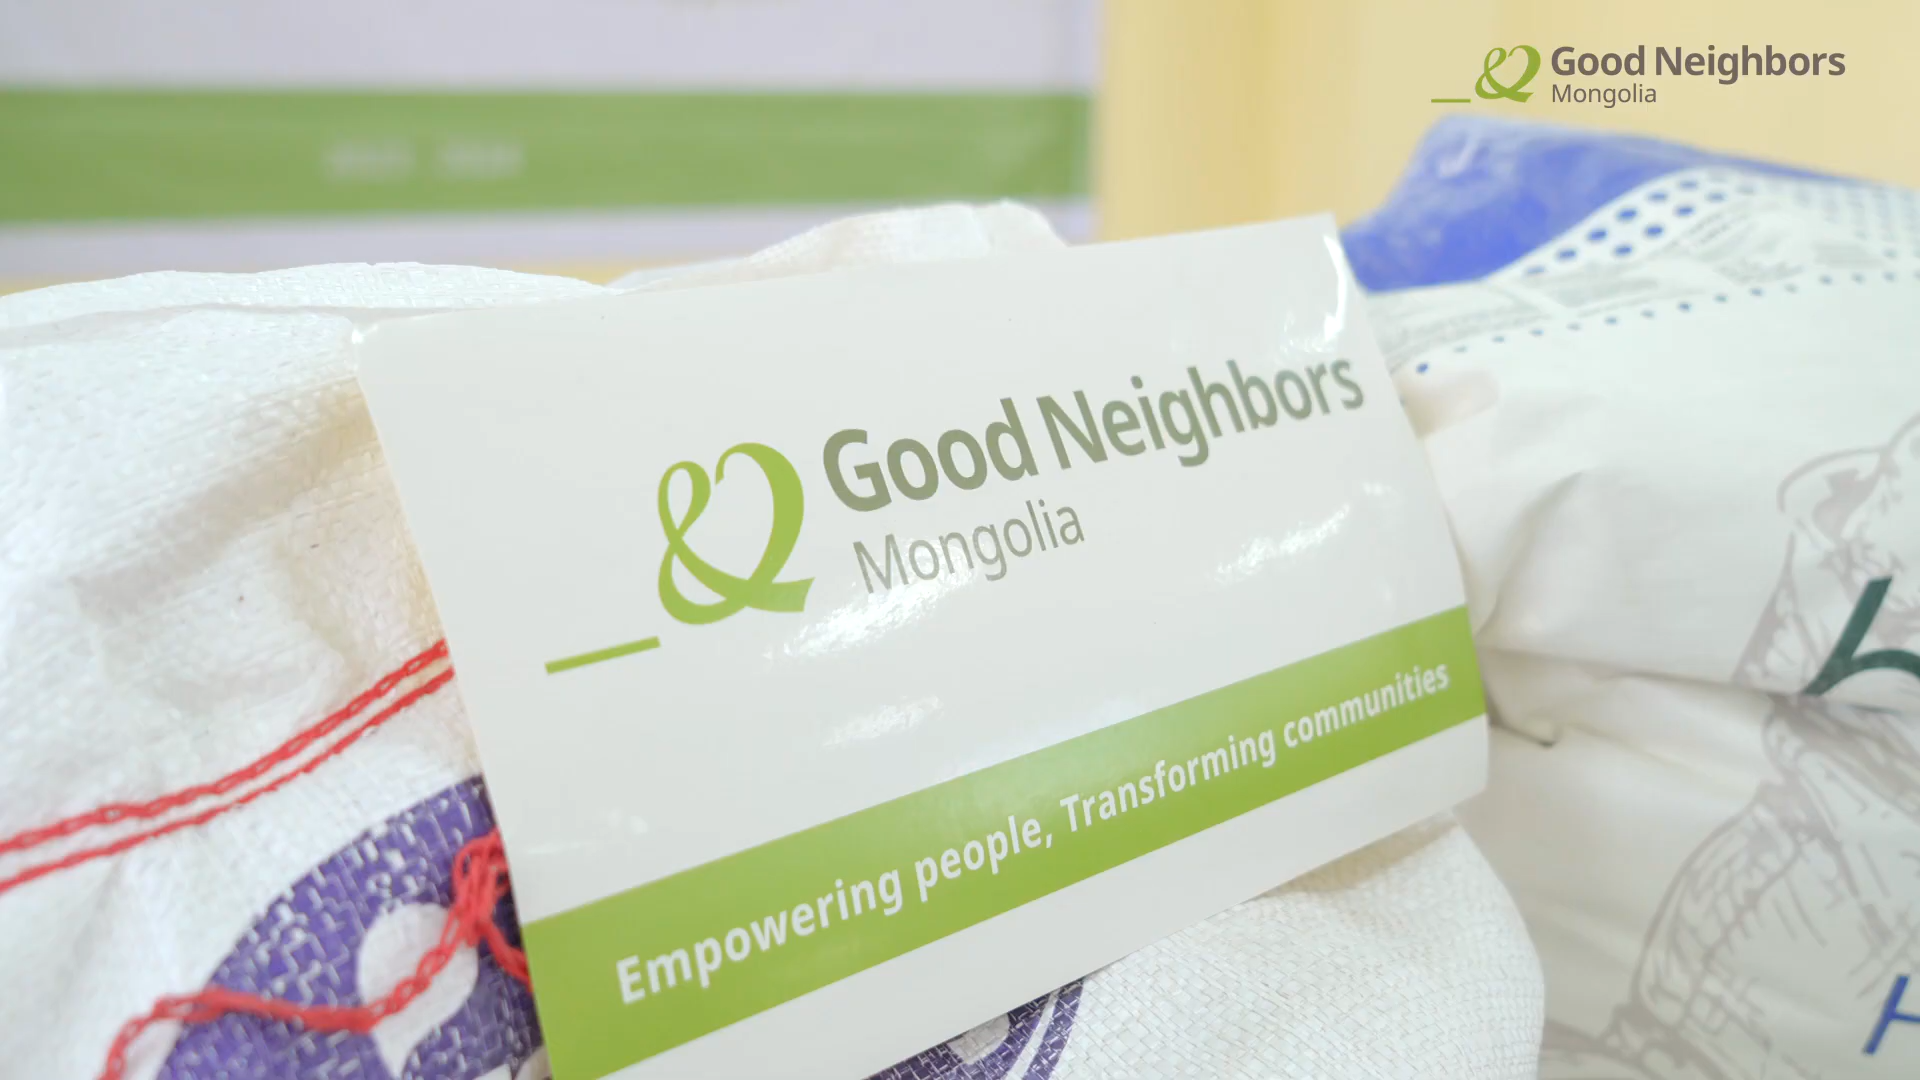 Good Neighbors
Mongolia
Good Neighbors
Mongolia
Empowering people, Transforming communities